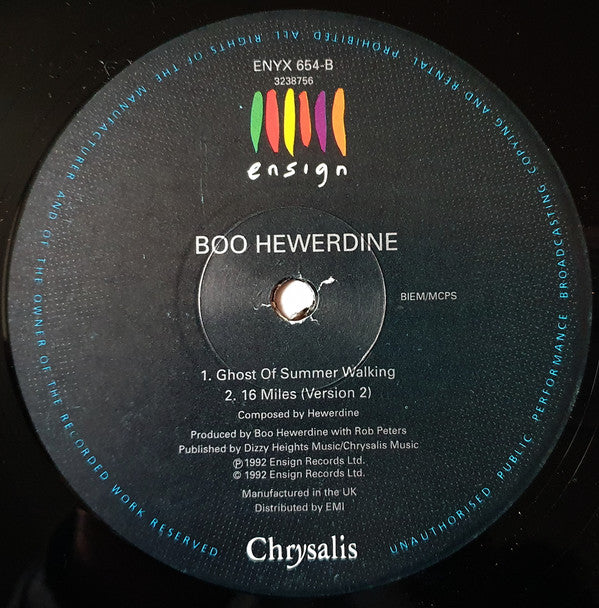 ENYX 654-B
3238756
ensign
BOO HEWERDINE
BIEM/MCPS
1. Ghost Of Summer Walking
2. 16 Miles (Version 2)
Composed by Hewerdine
Produced by Boo Hewerdine with Rob Peters
Published by Dizzy Heights Music/Chrysalis Music
℗ 1992 Ensign Records Ltd.
© 1992 Ensign Records Ltd.
Manufactured in the UK
Distributed by EMI
Chrysalis
ALL RIGHTS OF THE MANUFACTURER AND OF THE OWNER OF THE RECORDED WORK RESERVED
UNAUTHORISED PUBLIC PERFORMANCE BROADCASTING COPYING AND RENTAL PROHIBITED